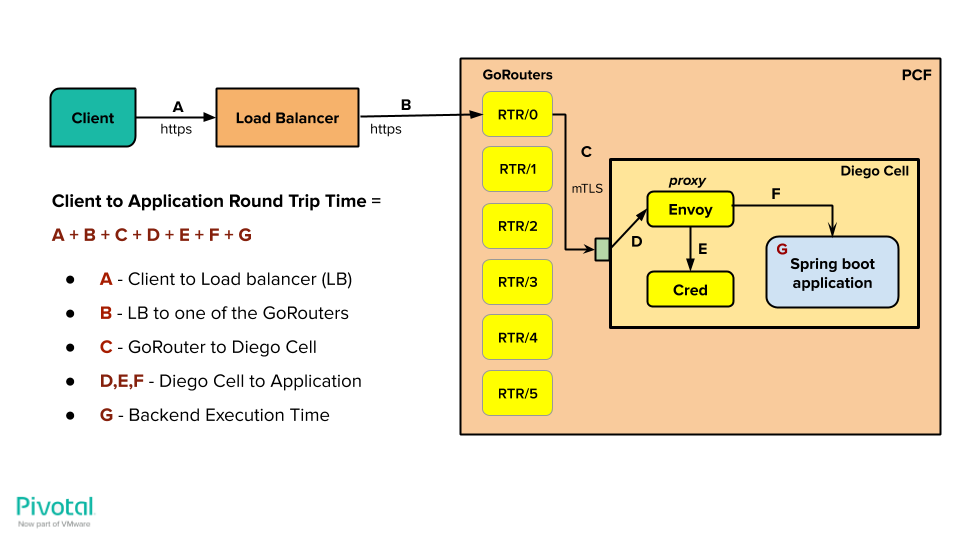 GoRouters
PCF
Client
A
https
Load Balancer
B
https
RTR/0
RTR/1
RTR/2
RTR/3
RTR/4
RTR/5
C
mTLS
Diego Cell
proxy
Envoy
D
E
F
Cred
G
Spring boot
application
Client to Application Round Trip Time =
A + B + C + D + E + F + G
● A - Client to Load balancer (LB)
● B - LB to one of the GoRouters
● C - GoRouter to Diego Cell
● D,E,F - Diego Cell to Application
● G - Backend Execution Time
Pivotal
Now part of VMware